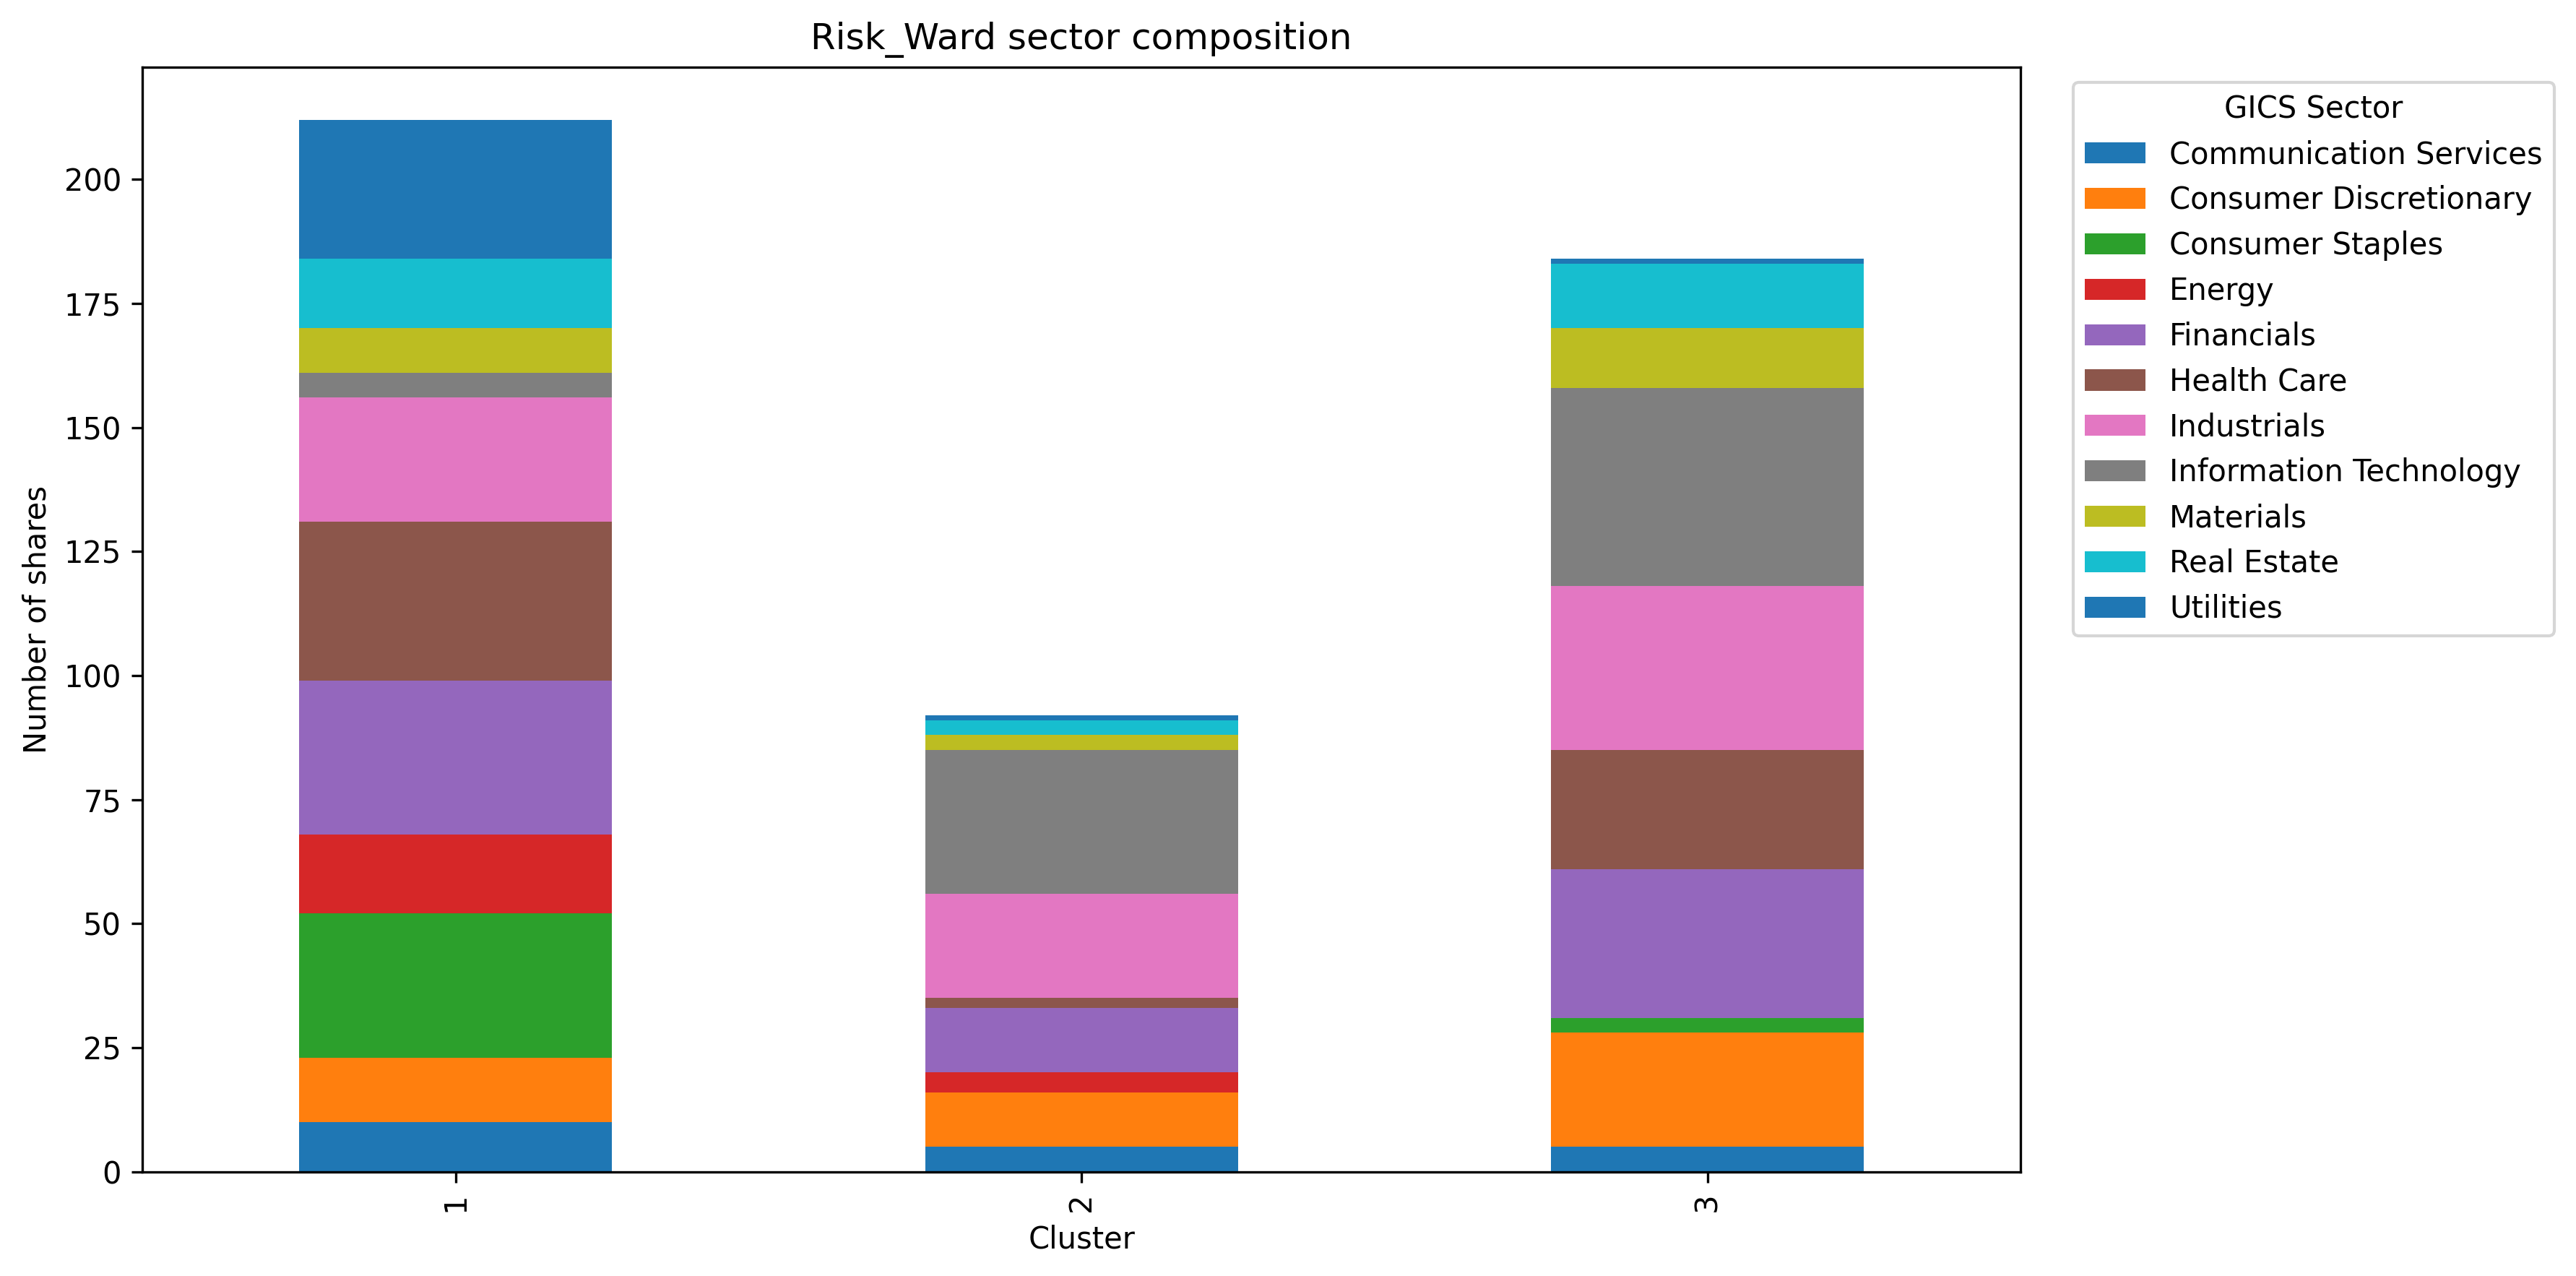 Risk_Ward sector composition
Number of shares
200
175
150
125
100
75
50
25
0
1
2
3
Cluster
GICS Sector
Communication Services
Consumer Discretionary
Consumer Staples
Energy
Financials
Health Care
Industrials
Information Technology
Materials
Real Estate
Utilities